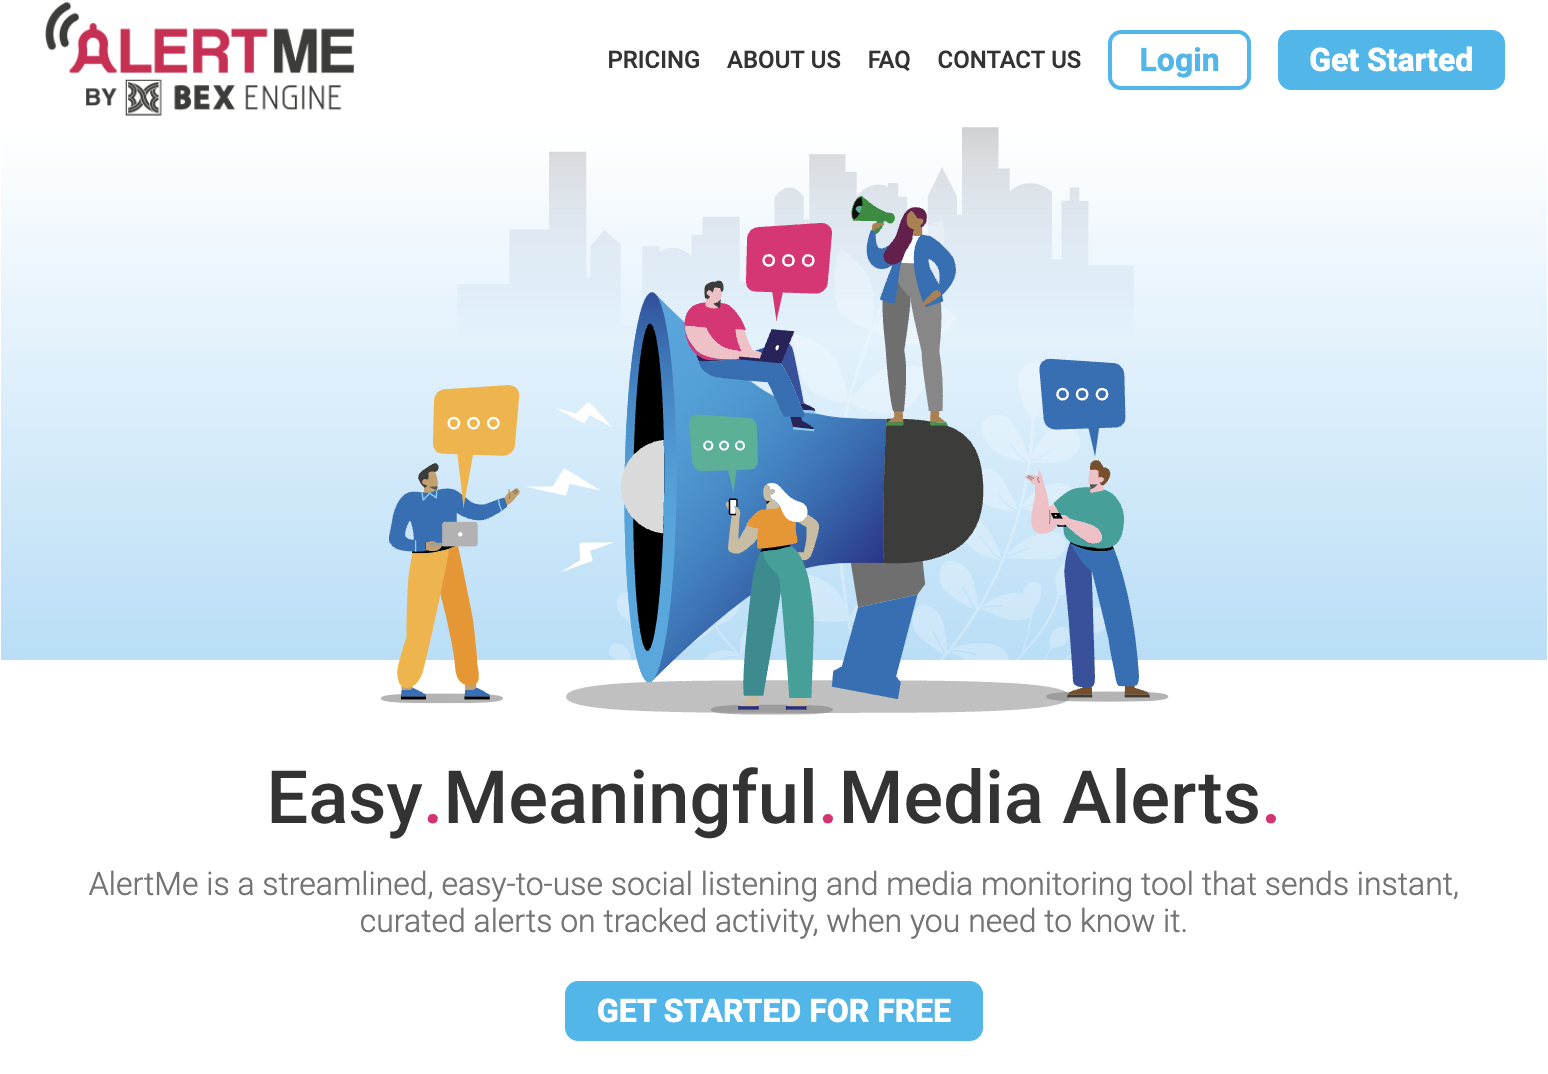 ALERTME
BY BEX ENGINE
PRICING ABOUT US FAQ CONTACT US Login Get Started
Easy.Meaningful.Media Alerts.
AlertMe is a streamlined, easy-to-use social listening and media monitoring tool that sends instant,
curated alerts on tracked activity, when you need to know it.
GET STARTED FOR FREE